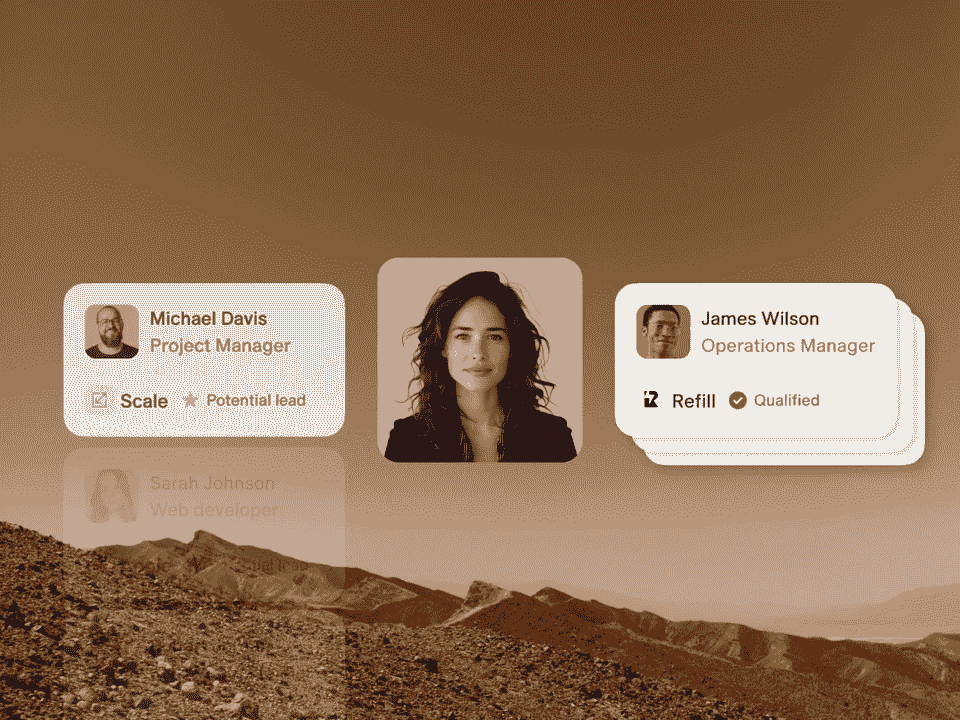 Michael Davis
Project Manager
Scale
Potential lead
James Wilson
Operations Manager
Refill
Qualified
Sarah Johnson
Web developer